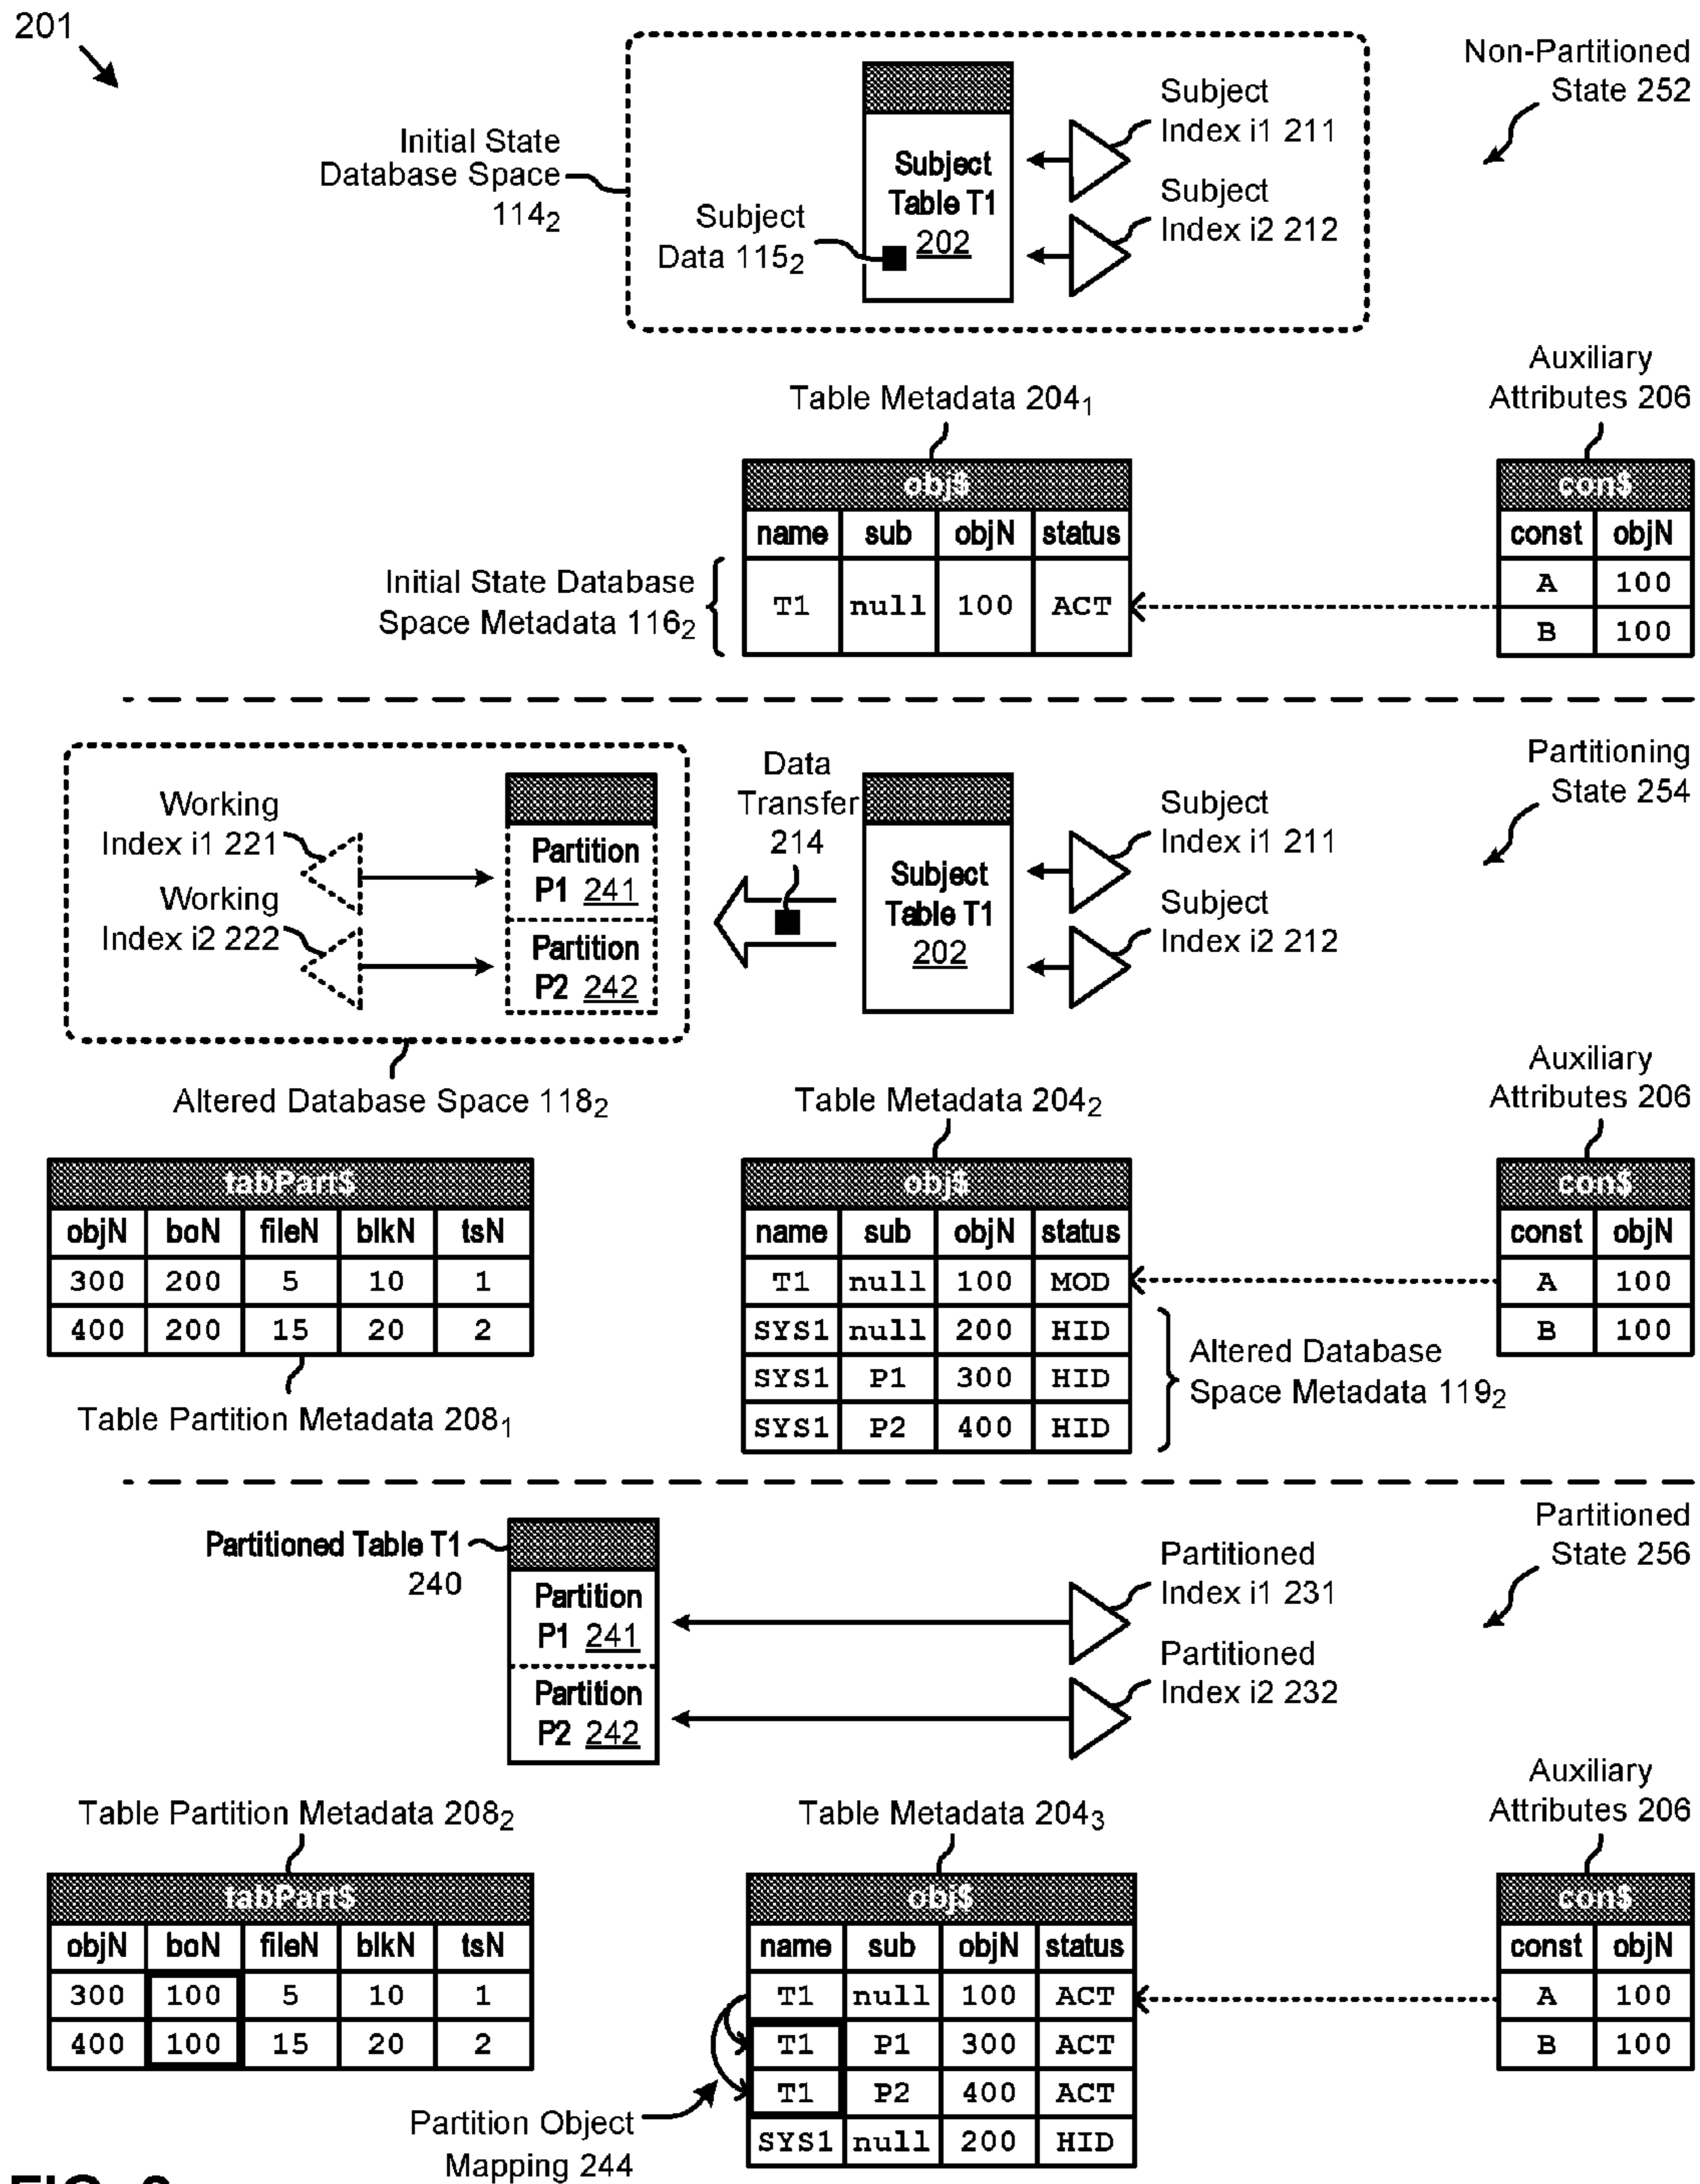 201
Non-Partitioned
State 252
Initial State
Database Space
114₂
Subject
Table T1
202
Subject
Data 115₂
Subject
Index i1 211
Subject
Index i2 212
Table Metadata 204₁
Auxiliary
Attributes 206
obj$
name sub objN status
T1 null 100 ACT
Initial State Database
Space Metadata 116₂
con$
const objN
A 100
B 100
Partitioning
State 254
Working
Index i1 221
Working
Index i2 222
Partition
P1 241
Partition
P2 242
Data
Transfer
214
Subject
Table T1
202
Subject
Index i1 211
Subject
Index i2 212
Altered Database Space 118₂
Table Metadata 204₂
Auxiliary
Attributes 206
tabPart$
objN boN fileN blkN tsN
300 200 5 10 1
400 200 15 20 2
Table Partition Metadata 208₁
obj$
name sub objN status
T1 null 100 MOD
SYS1 null 200 HID
SYS1 P1 300 HID
SYS1 P2 400 HID
Altered Database
Space Metadata 119₂
con$
const objN
A 100
B 100
Partitioned
State 256
Partitioned Table T1
240
Partition
P1 241
Partition
P2 242
Partitioned
Index i1 231
Partitioned
Index i2 232
Table Partition Metadata 208₂
Table Metadata 204₃
Auxiliary
Attributes 206
tabPart$
objN boN fileN blkN tsN
300 100 5 10 1
400 100 15 20 2
obj$
name sub objN status
T1 null 100 ACT
T1 P1 300 ACT
T1 P2 400 ACT
SYS1 null 200 HID
Partition Object
Mapping 244
con$
const objN
A 100
B 100